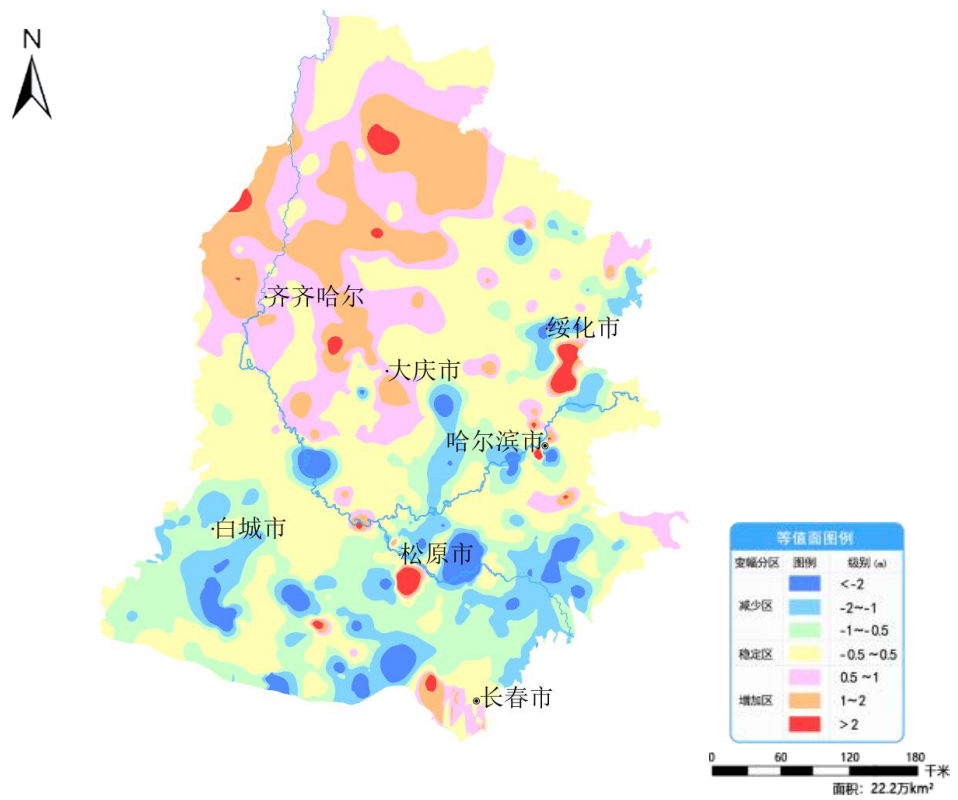 N
齐齐哈尔
绥化市
大庆市
哈尔滨市
白城市
松原市
长春市
等值面图例
变幅分区 图例 级别 (m)
<-2
减少区 -2~-1
-1~-0.5
稳定区 -0.5~0.5
0.5~1
增加区 1~2
>2
0 60 120 180
千米
面积：22.2万km²